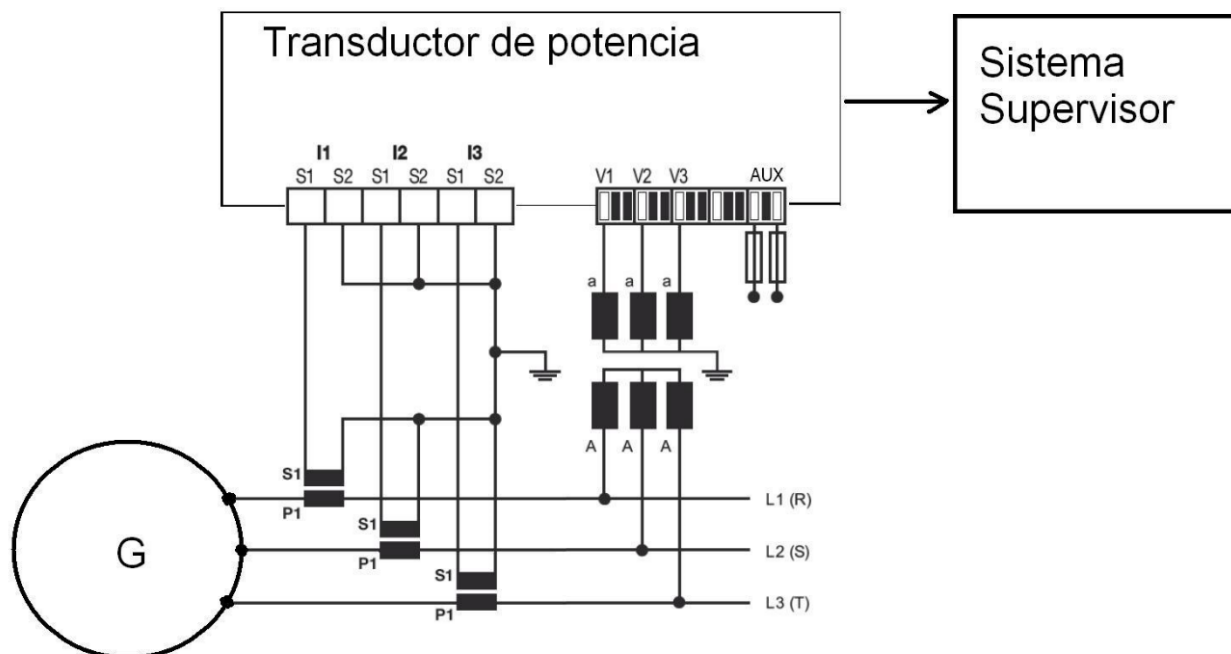 Transductor de potencia
Sistema
Supervisor
I1 I2 I3
S1 S2 S1 S2 S1 S2
V1 V2 V3 AUX
a a a
A A A
S1
P1
L1 (R)
S1
P1
L2 (S)
G
S1
P1
L3 (T)